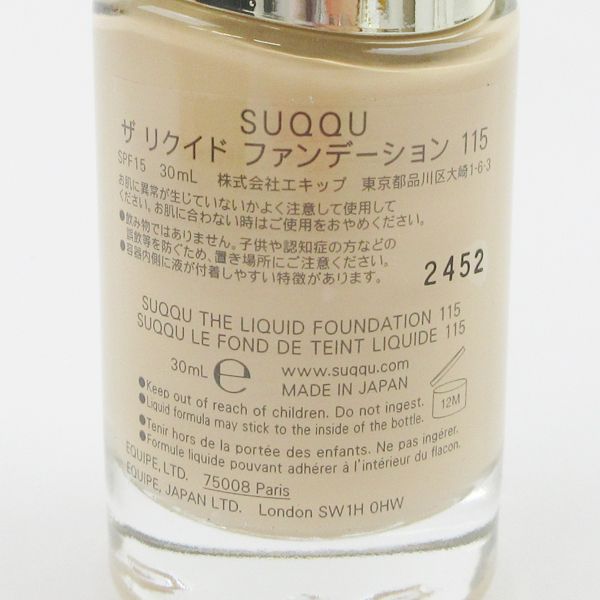 SUQQU
ザ リクイド ファンデーション 115
SPF15 30mL 株式会社エキップ 東京都品川区大崎1-6-3
お肌に異常が生じていないかよく注意して使用して
ください。お肌に合わない時はご使用をおやめください。
●飲み物ではありません。子供や認知症の方などの
誤飲等を防ぐため、置き場所にご注意ください。
●容器内側に液が付着しやすい特徴があります。
2452
SUQQU THE LIQUID FOUNDATION 115
SUQQU LE FOND DE TEINT LIQUIDE 115
30mL ℮ www.suqqu.com
MADE IN JAPAN
12M
●Keep out of reach of children. Do not ingest.
●Liquid formula may stick to the inside of the bottle.
●Tenir hors de la portée des enfants. Ne pas ingérer.
●Formule liquide pouvant adhérer à l'intérieur du flacon.
EQUIPE, LTD. 75008 Paris
EQUIPE, JAPAN LTD. London SW1H 0HW